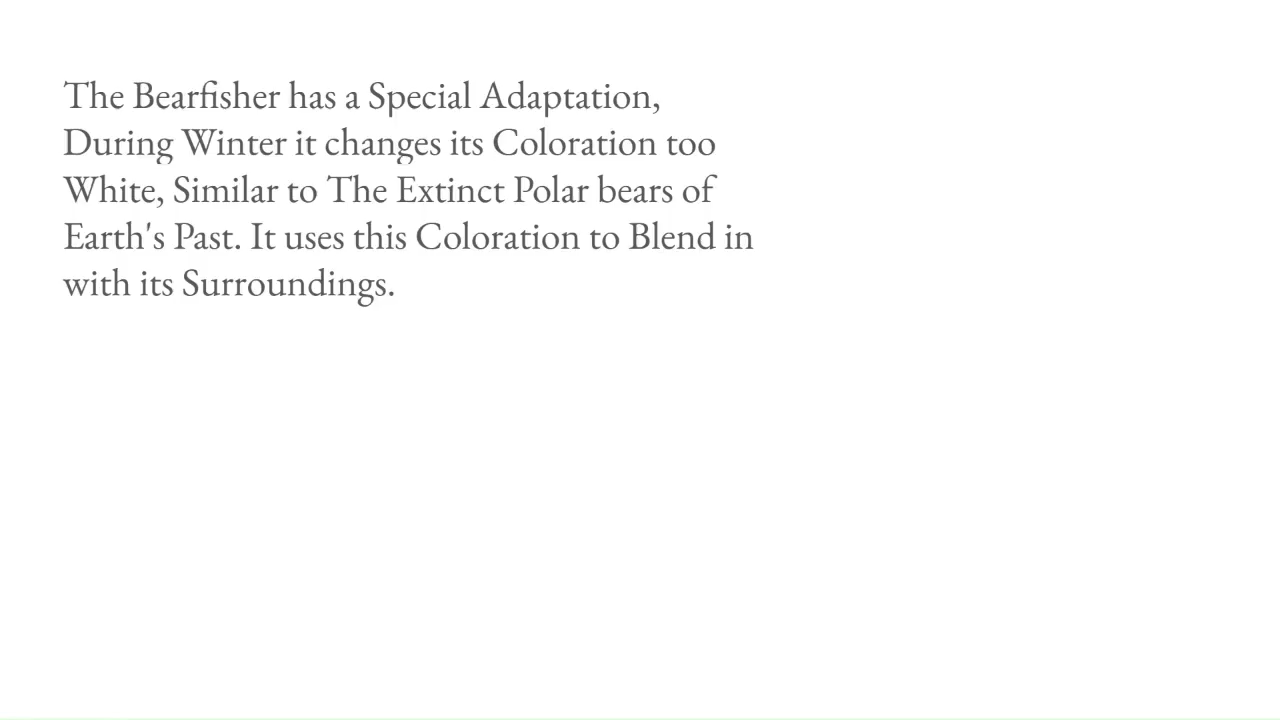 The Bearfisher has a Special Adaptation,
During Winter it changes its Coloration too
White, Similar to The Extinct Polar bears of
Earth's Past. It uses this Coloration to Blend in
with its Surroundings.